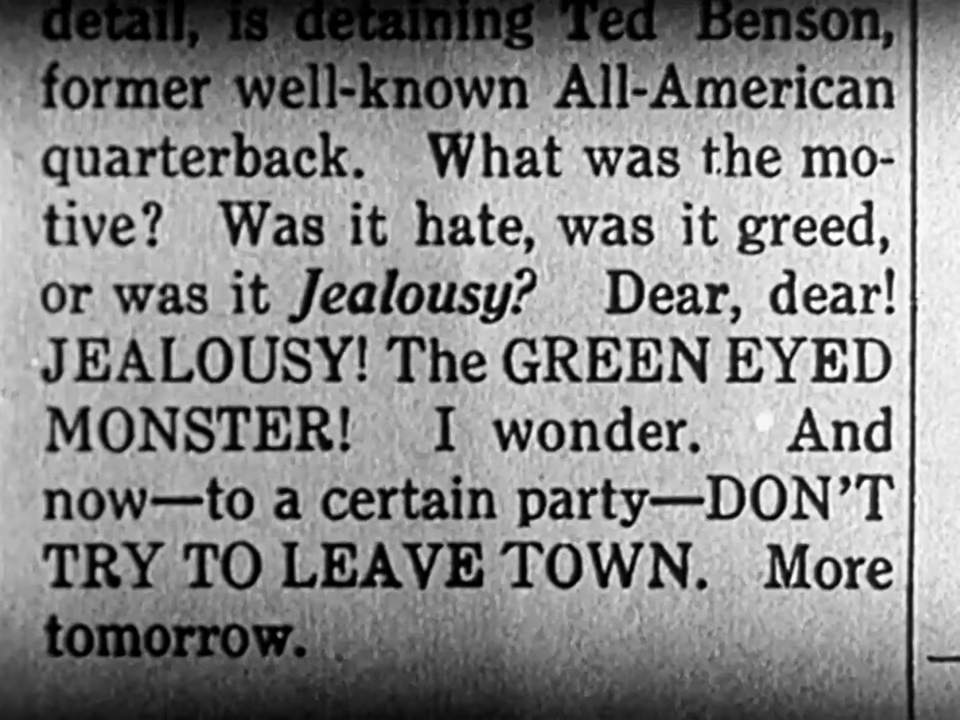 detail, is detaining Ted Benson,
former well-known All-American
quarterback. What was the mo-
tive? Was it hate, was it greed,
or was it Jealousy? Dear, dear!
JEALOUSY! The GREEN EYED
MONSTER! I wonder. And
now—to a certain party—DON'T
TRY TO LEAVE TOWN. More
tomorrow.